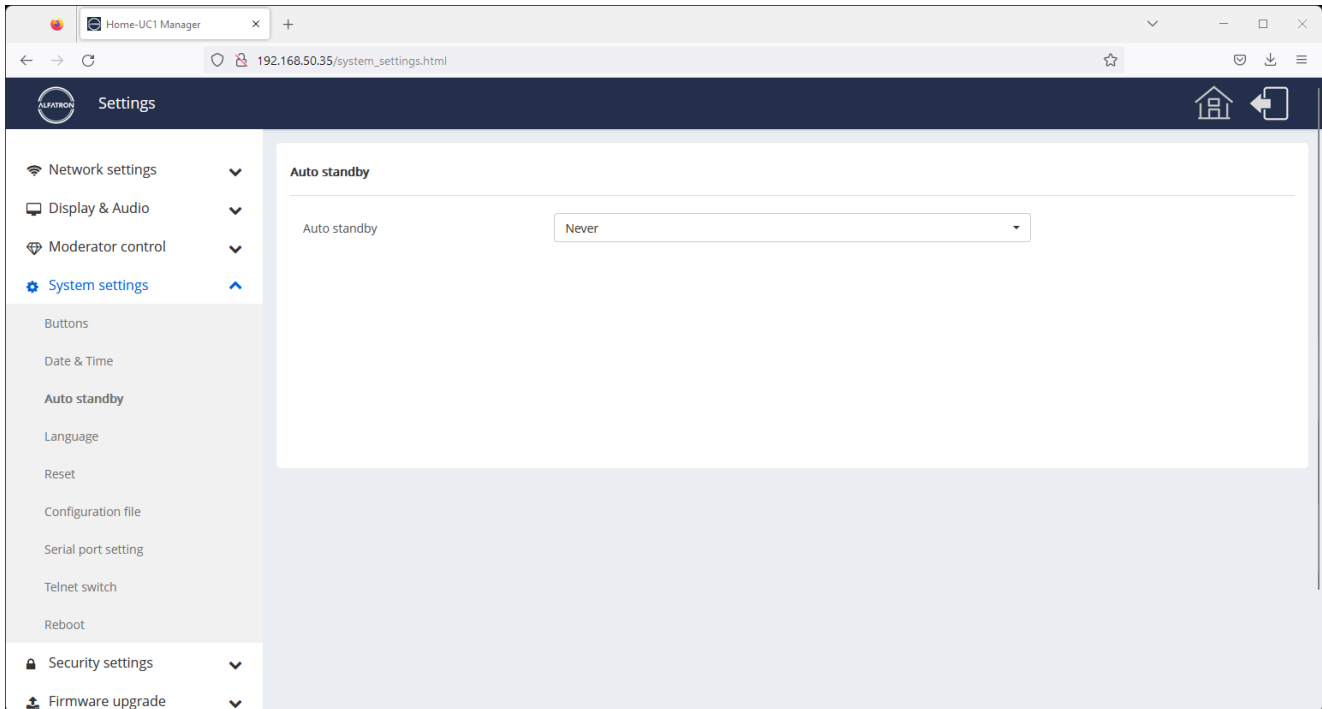 Home-UC1 Manager
192.168.50.35/system_settings.html
ALFATRON
Settings
Network settings
Display & Audio
Moderator control
System settings
Buttons
Date & Time
Auto standby
Language
Reset
Configuration file
Serial port setting
Telnet switch
Reboot
Security settings
Firmware upgrade
Auto standby
Auto standby Never